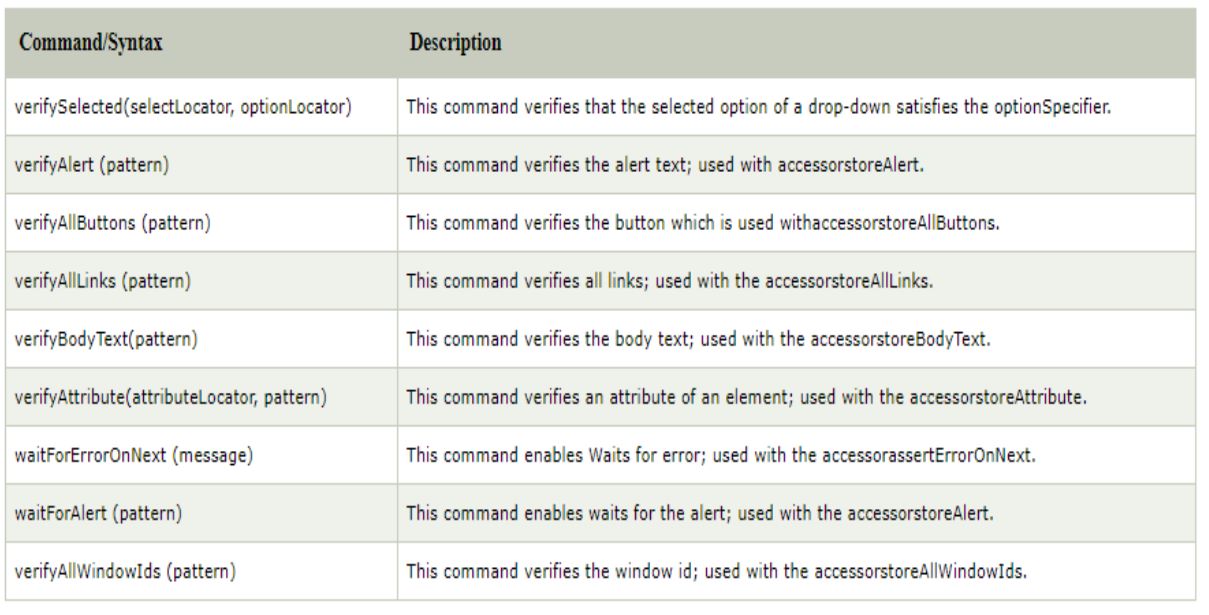 Command/Syntax Description
verifySelected(selectLocator, optionLocator) This command verifies that the selected option of a drop-down satisfies the optionSpecifier.
verifyAlert (pattern) This command verifies the alert text; used with accessorstoreAlert.
verifyAllButtons (pattern) This command verifies the button which is used withaccessorstoreAllButtons.
verifyAllLinks (pattern) This command verifies all links; used with the accessorstoreAllLinks.
verifyBodyText(pattern) This command verifies the body text; used with the accessorstoreBodyText.
verifyAttribute(attributeLocator, pattern) This command verifies an attribute of an element; used with the accessorstoreAttribute.
waitForErrorOnNext (message) This command enables Waits for error; used with the accessorassertErrorOnNext.
waitForAlert (pattern) This command enables waits for the alert; used with the accessorstoreAlert.
verifyAllWindowIds (pattern) This command verifies the window id; used with the accessorstoreAllWindowIds.